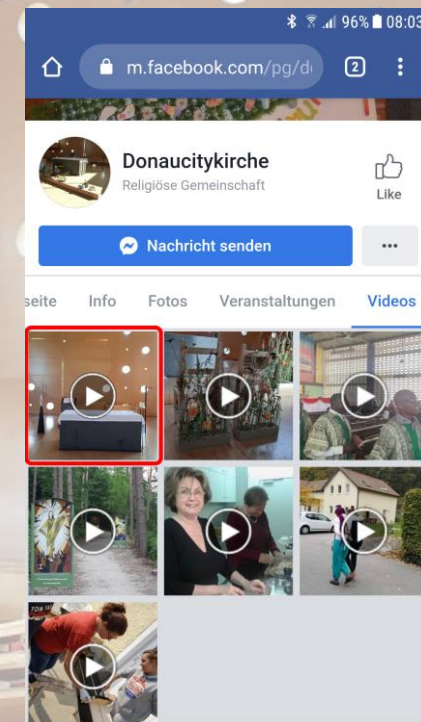 96% 08:03
m.facebook.com/pg/d
2
Donaucitykirche
Religiöse Gemeinschaft
Like
Nachricht senden
seite Info Fotos Veranstaltungen Videos